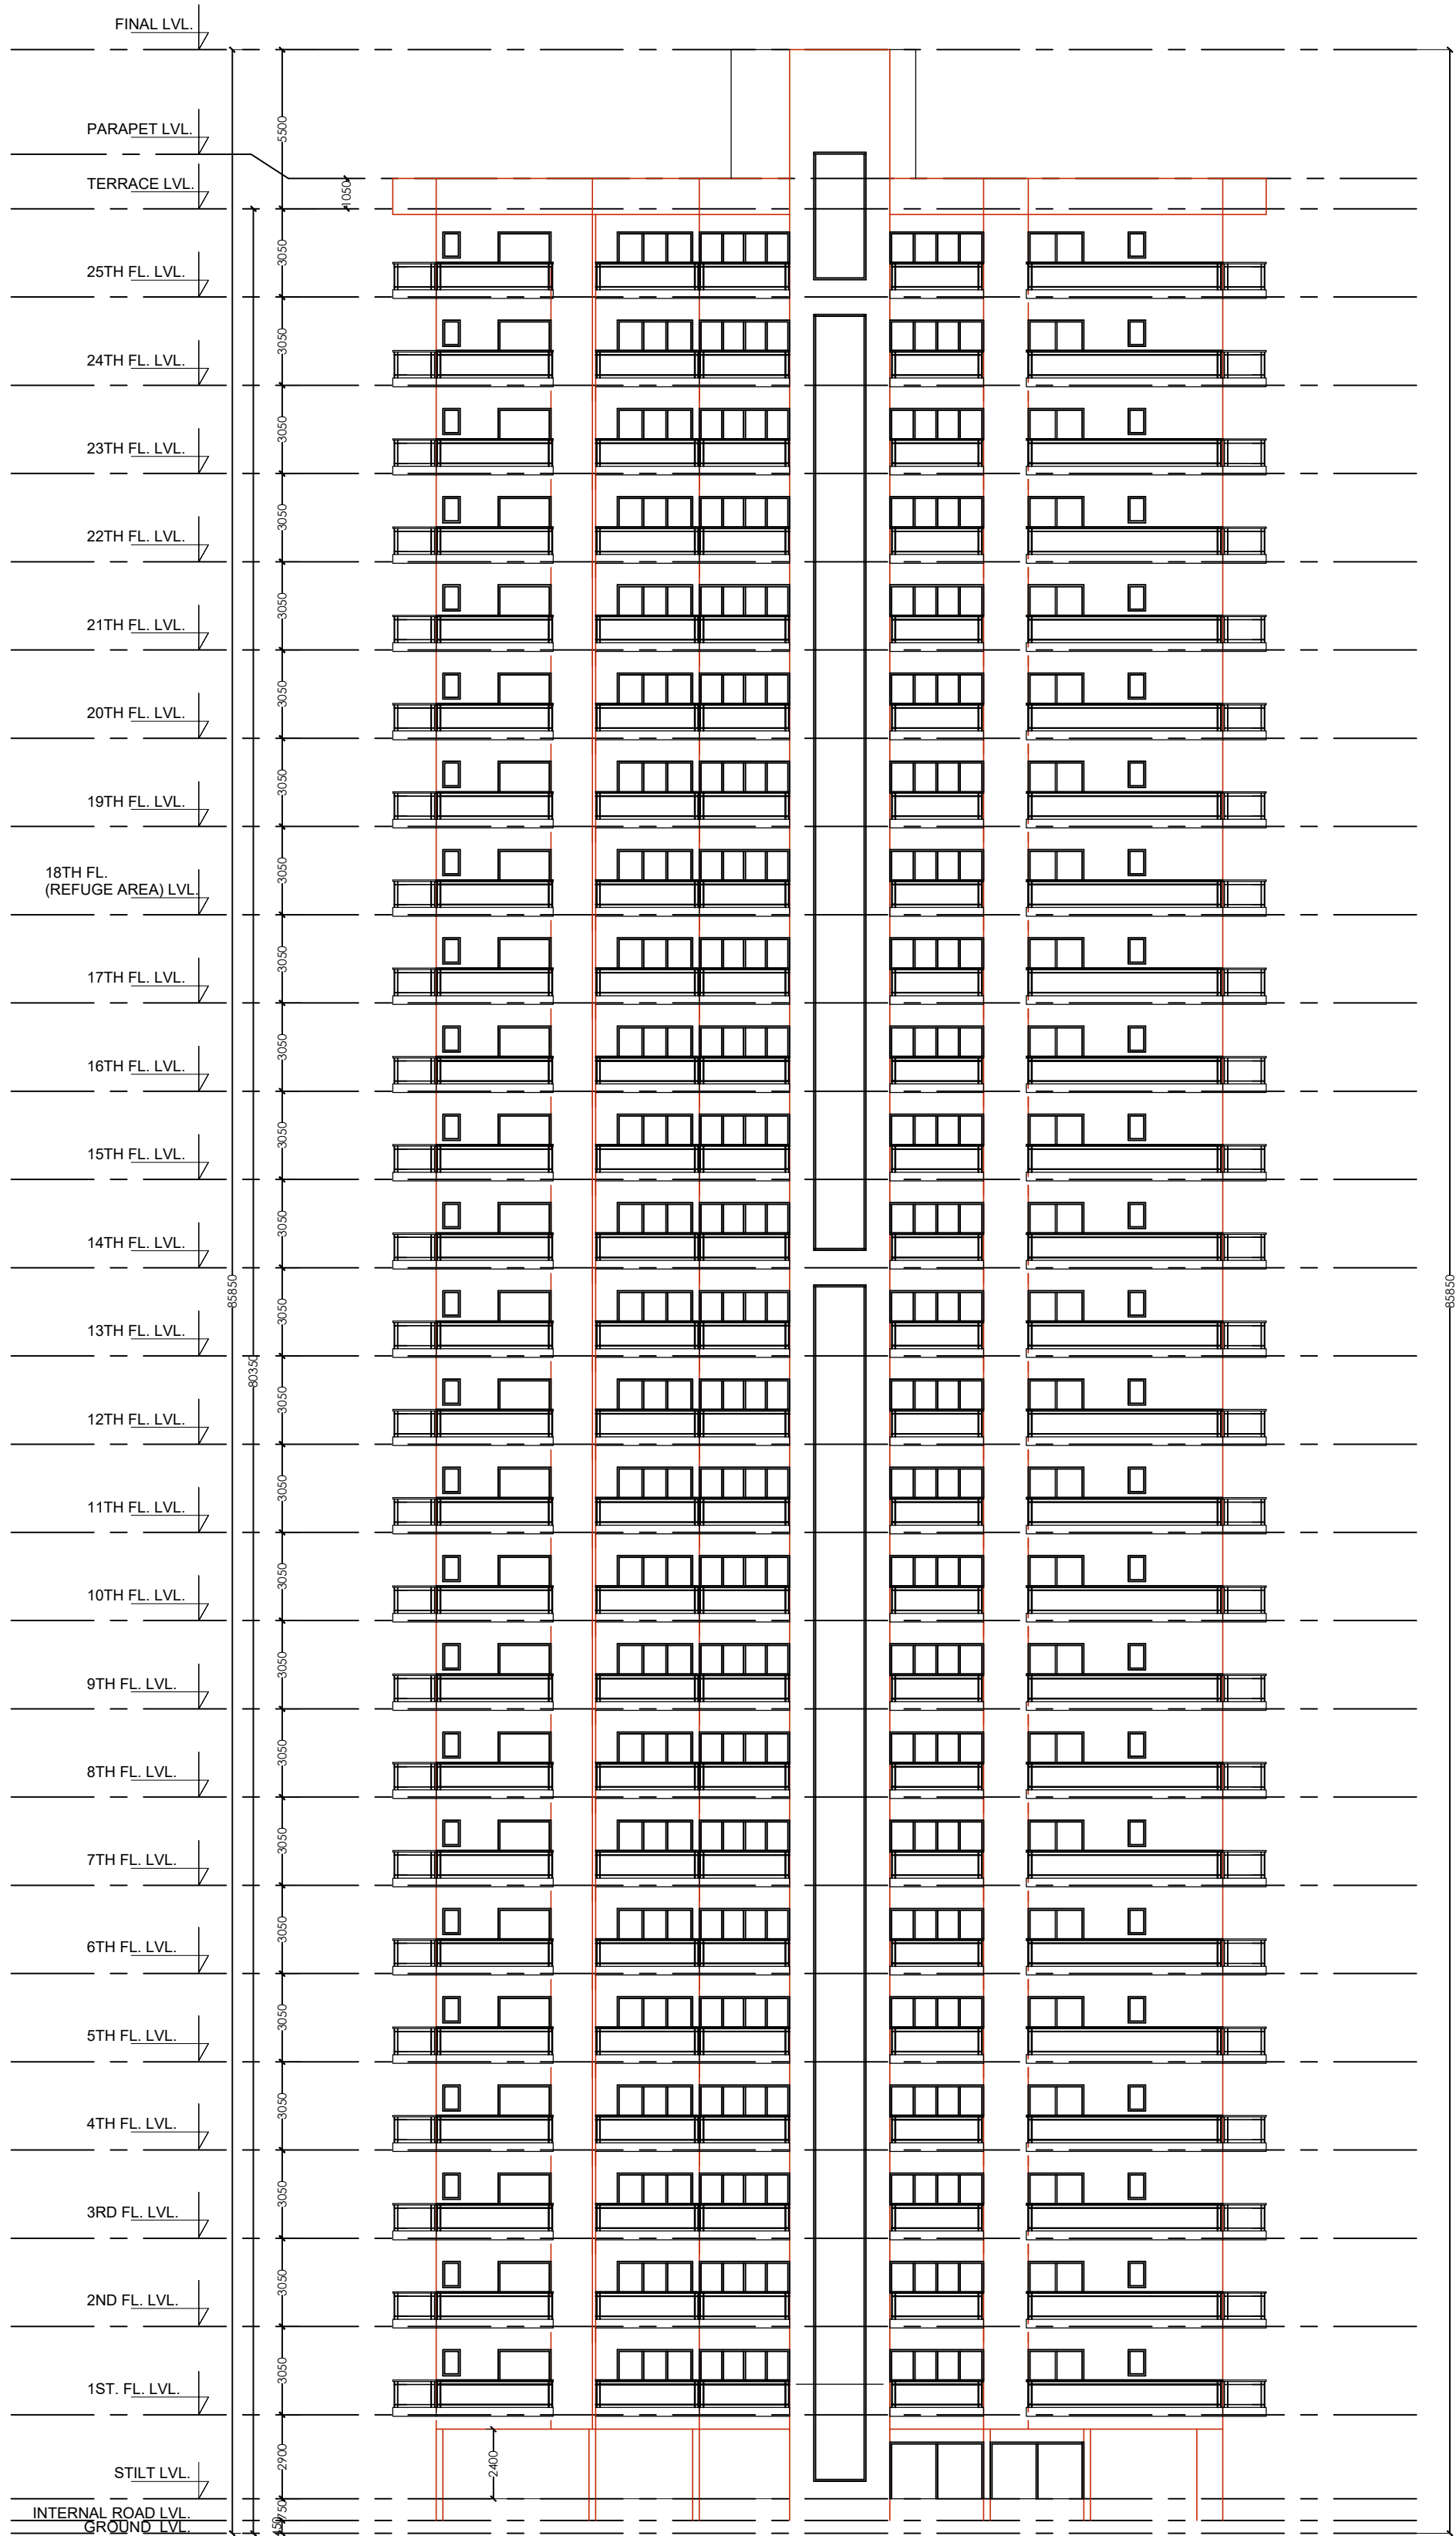 FINAL LVL.
5500
PARAPET LVL.
TERRACE LVL.
1050
3050
25TH FL. LVL.
3050
24TH FL. LVL.
3050
23TH FL. LVL.
3050
22TH FL. LVL.
3050
21TH FL. LVL.
3050
20TH FL. LVL.
3050
19TH FL. LVL.
3050
18TH FL.
(REFUGE AREA) LVL.
3050
17TH FL. LVL.
3050
16TH FL. LVL.
3050
15TH FL. LVL.
3050
14TH FL. LVL.
85850
85850
3050
13TH FL. LVL.
80350
3050
12TH FL. LVL.
3050
11TH FL. LVL.
3050
10TH FL. LVL.
3050
9TH FL. LVL.
3050
8TH FL. LVL.
3050
7TH FL. LVL.
3050
6TH FL. LVL.
3050
5TH FL. LVL.
3050
4TH FL. LVL.
3050
3RD FL. LVL.
3050
2ND FL. LVL.
3050
1ST. FL. LVL.
2900
2400
STILT LVL.
750
INTERNAL ROAD LVL.
450
GROUND LVL.